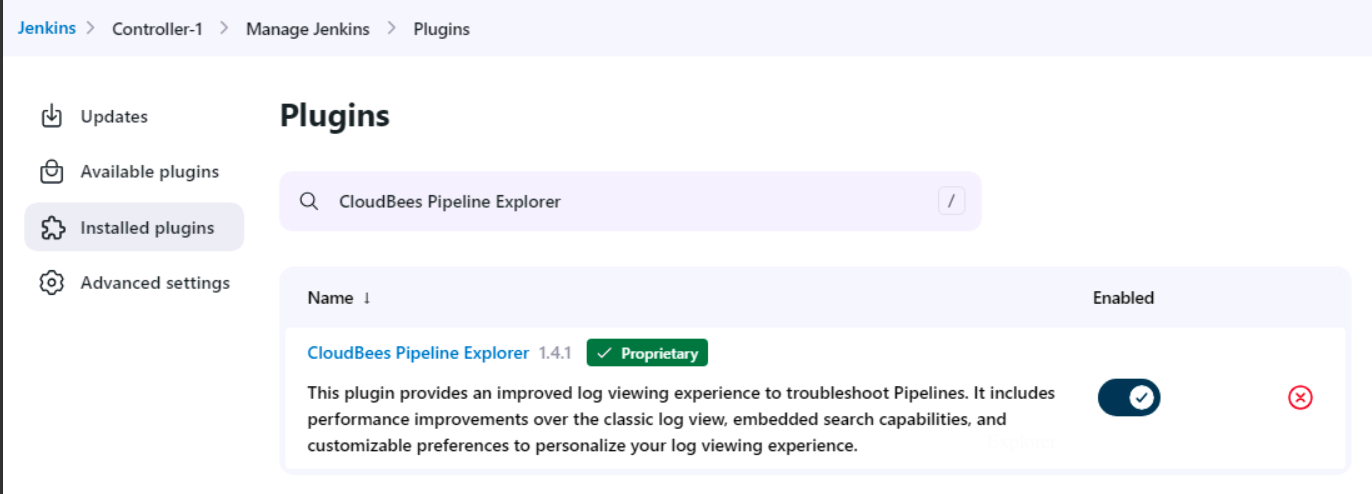 Jenkins > Controller-1 > Manage Jenkins > Plugins
Updates
Available plugins
Installed plugins
Advanced settings
Plugins
CloudBees Pipeline Explorer /
Name ↓ Enabled
CloudBees Pipeline Explorer 1.4.1 Proprietary
This plugin provides an improved log viewing experience to troubleshoot Pipelines. It includes
performance improvements over the classic log view, embedded search capabilities, and
customizable preferences to personalize your log viewing experience.